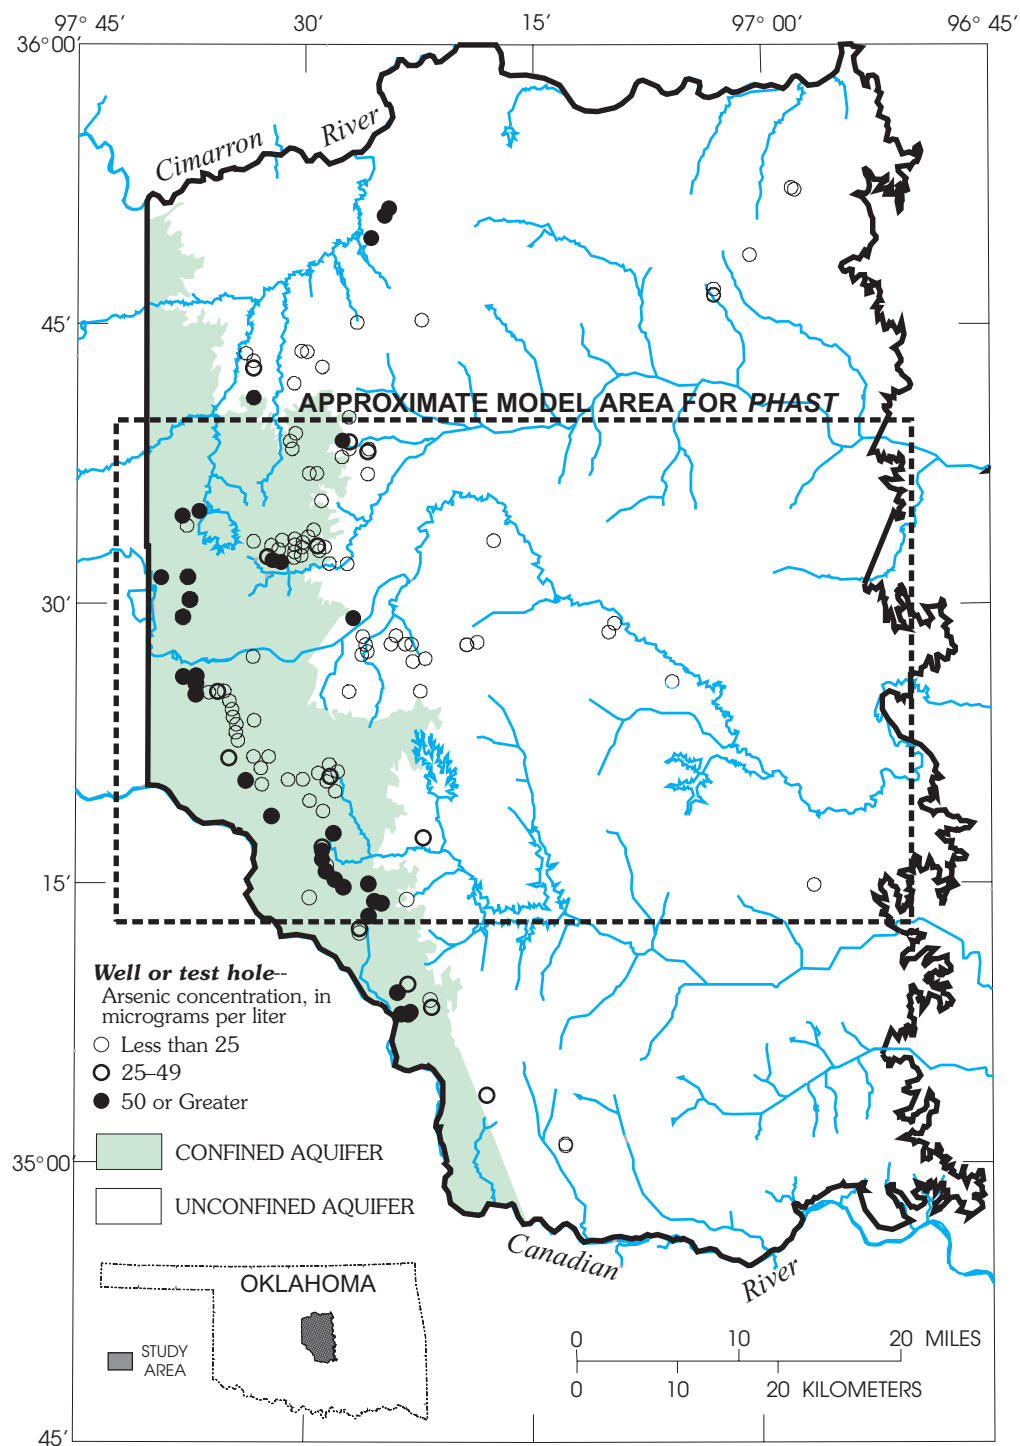 97° 45′ 30′ 15′ 97° 00′ 96° 45′
36° 00′
Cimarron River
45′
APPROXIMATE MODEL AREA FOR PHAST
30′
15′
Well or test hole--
Arsenic concentration, in
micrograms per liter
Less than 25
25–49
50 or Greater
CONFINED AQUIFER
35° 00′
UNCONFINED AQUIFER
Canadian River
OKLAHOMA
STUDY
AREA
0 10 20 MILES
0 10 20 KILOMETERS
45′